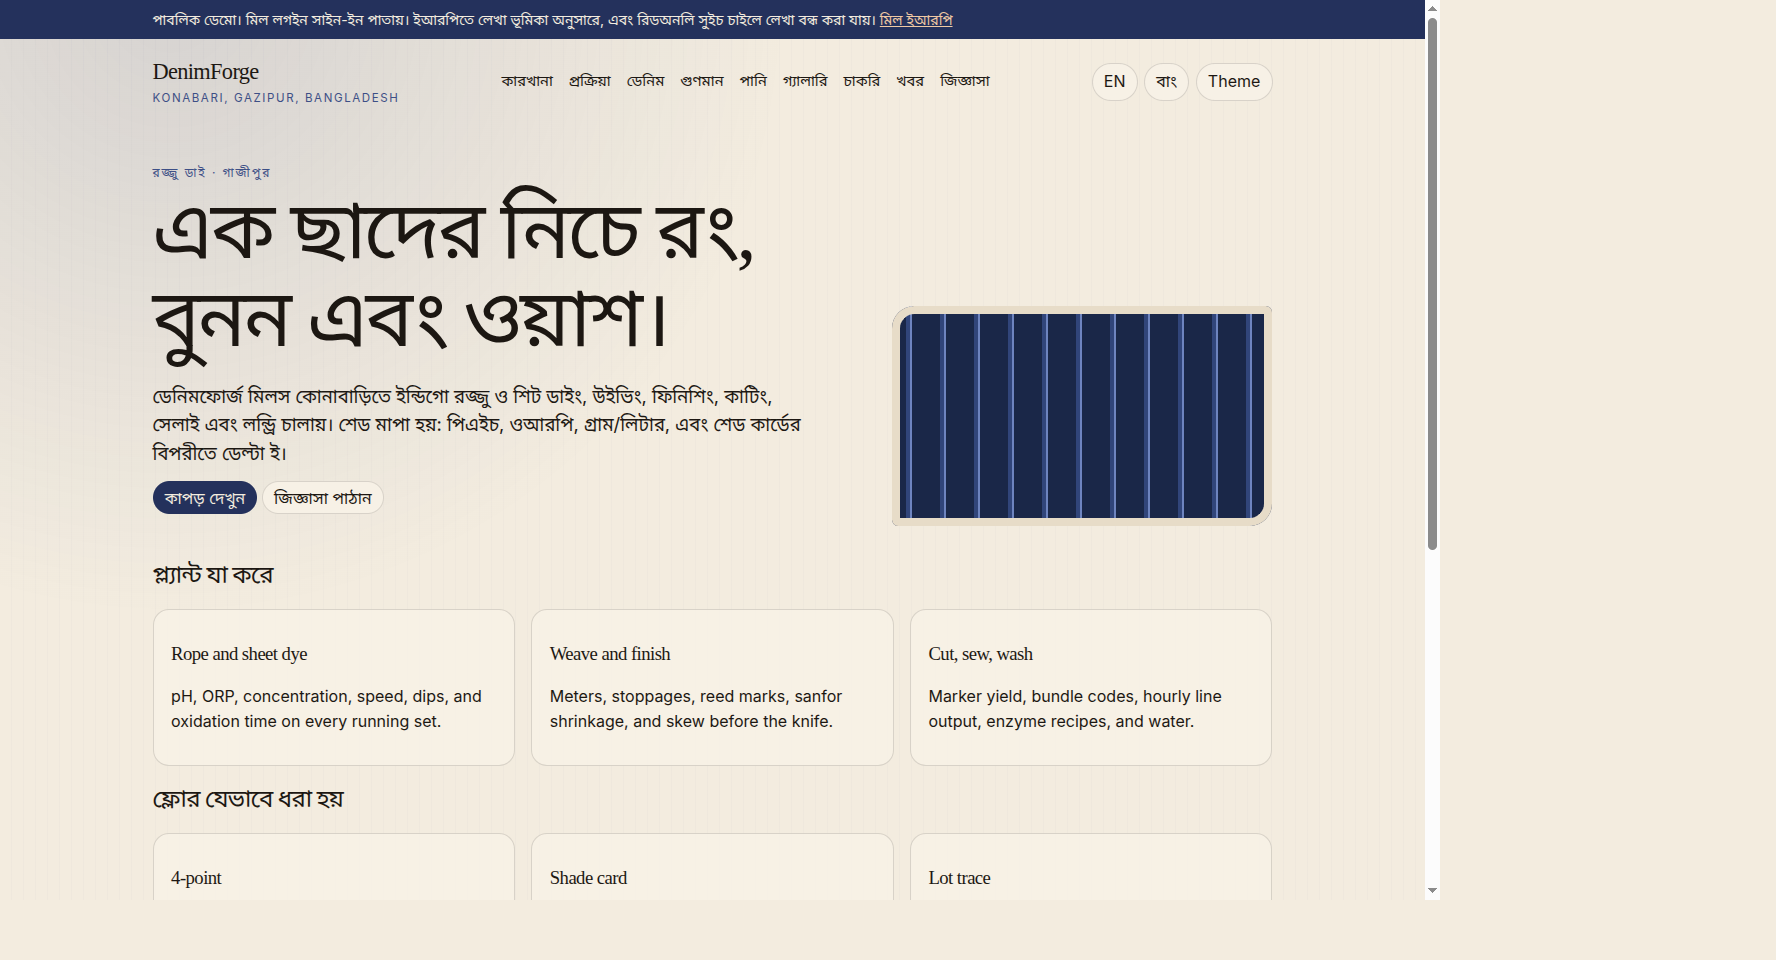 পাবলিক ডেমো। মিল লগইন সাইন-ইন পাতায়। ইআরপিতে লেখা ভূমিকা অনুসারে, এবং রিডঅনলি সুইচ চাইলে লেখা বন্ধ করা যায়। মিল ইআরপি
DenimForge
KONABARI, GAZIPUR, BANGLADESH
কারখানা প্রক্রিয়া ডেনিম গুণমান পানি গ্যালারি চাকরি খবর জিজ্ঞাসা
EN বাং Theme
রজ্জু ডাই · গাজীপুর
এক ছাদের নিচে রং,
বুনন এবং ওয়াশ।
ডেনিমফোর্জ মিলস কোনাবাড়িতে ইন্ডিগো রজ্জু ও শিট ডাইং, উইভিং, ফিনিশিং, কাটিং,
সেলাই এবং লন্ড্রি চালায়। শেড মাপা হয়: পিএইচ, ওআরপি, গ্রাম/লিটার, এবং শেড কার্ডের
বিপরীতে ডেল্টা ই।
কাপড় দেখুন জিজ্ঞাসা পাঠান
প্ল্যান্ট যা করে
Rope and sheet dye
pH, ORP, concentration, speed, dips, and
oxidation time on every running set.
Weave and finish
Meters, stoppages, reed marks, sanfor
shrinkage, and skew before the knife.
Cut, sew, wash
Marker yield, bundle codes, hourly line
output, enzyme recipes, and water.
ফ্লোর যেভাবে ধরা হয়
4-point
Shade card
Lot trace